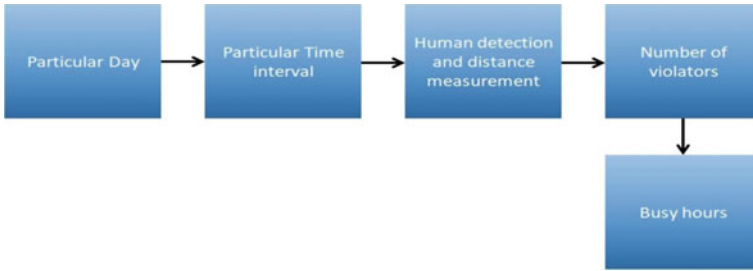 Particular Day
Particular Time
interval
Human detection
and distance
measurement
Number of
violators
Busy hours